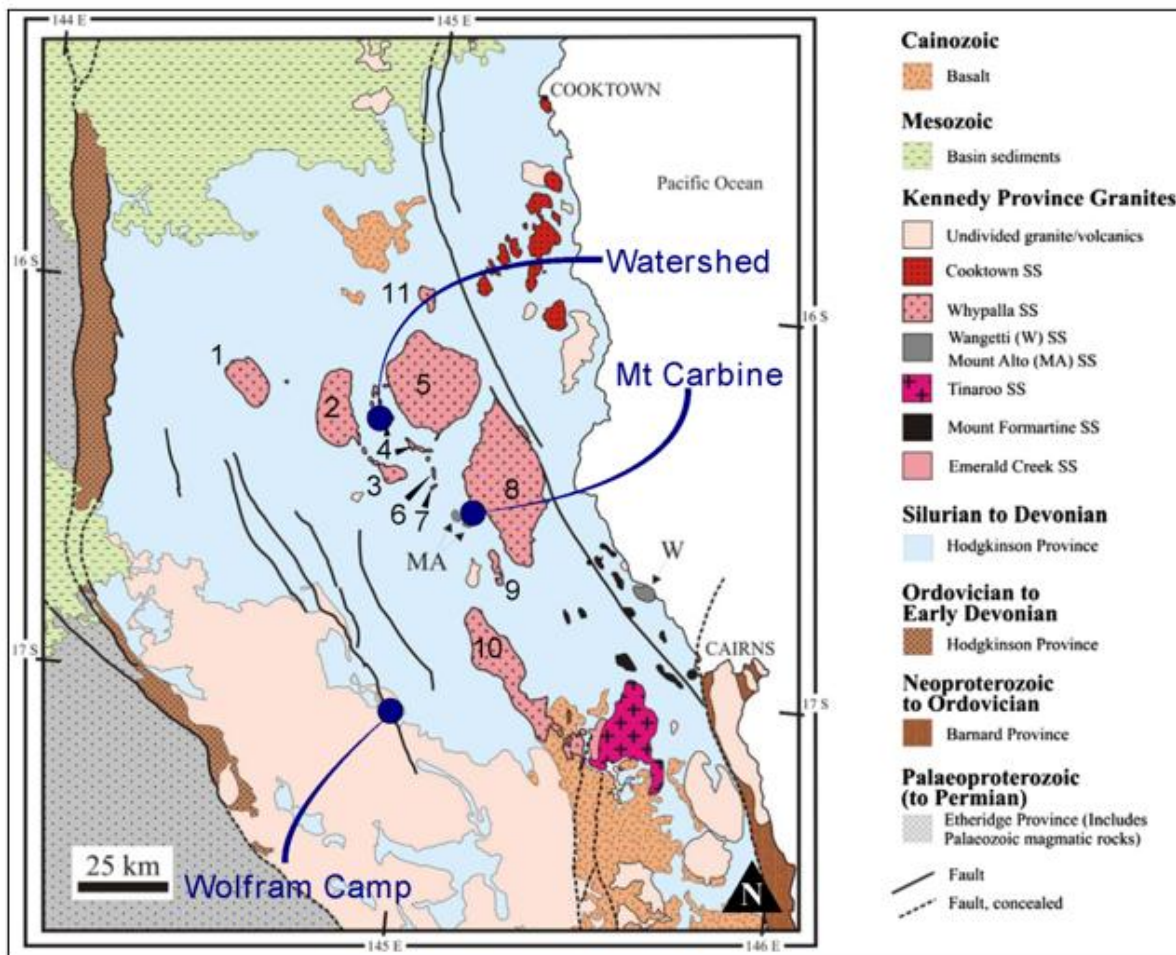 144 E
145 E
COOKTOWN
Pacific Ocean
16 S
Watershed
11
16 S
Mt Carbine
1
5
2
4
3
8
6
7
MA
W
9
10
17 S
CAIRNS
17 S
25 km
Wolfram Camp
N
145 E
146 E
Cainozoic
Basalt
Mesozoic
Basin sediments
Kennedy Province Granites
Undivided granite/volcanics
Cooktown SS
Whypalla SS
Wangetti (W) SS
Mount Alto (MA) SS
Tinaroo SS
Mount Formartine SS
Emerald Creek SS
Silurian to Devonian
Hodgkinson Province
Ordovician to
Early Devonian
Hodgkinson Province
Neoproterozoic
to Ordovician
Barnard Province
Palaeoproterozoic
(to Permian)
Etheridge Province (Includes
Palaeozoic magmatic rocks)
Fault
Fault, concealed